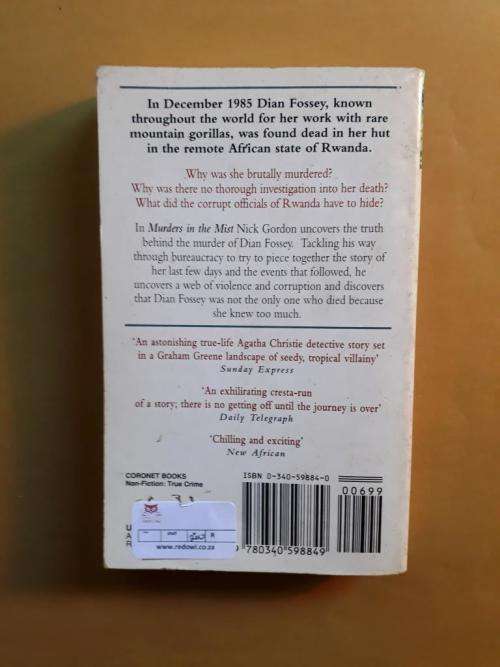 In December 1985 Dian Fossey, known
throughout the world for her work with rare
mountain gorillas, was found dead in her hut
in the remote African state of Rwanda.
Why was she brutally murdered?
Why was there no thorough investigation into her death?
What did the corrupt officials of Rwanda have to hide?
In Murders in the Mist Nick Gordon uncovers the truth
behind the murder of Dian Fossey. Tackling his way
through bureaucracy to try to piece together the story of
her last few days and the events that followed, he
uncovers a web of violence and corruption and discovers
that Dian Fossey was not the only one who died because
she knew too much.
'An astonishing true-life Agatha Christie detective story set
in a Graham Greene landscape of seedy, tropical villainy'
Sunday Express
'An exhilirating cresta-run
of a story; there is no getting off until the journey is over'
Daily Telegraph
'Chilling and exciting'
New African
CORONET BOOKS
Non-Fiction: True Crime
ISBN 0-340-59884-0
00699
U
A
R
R
www.redowl.co.za
9780340598849